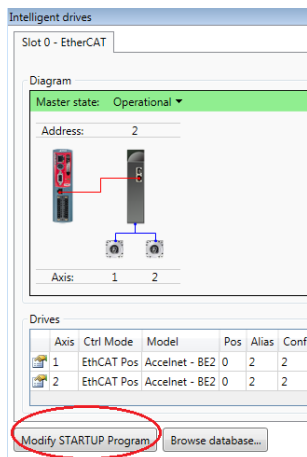 Intelligent drives
Slot 0 - EtherCAT
Diagram
Master state: Operational
Address: 2
Axis: 1 2
Drives
Axis Ctrl Mode Model Pos Alias Conf
1 EthCAT Pos Accelnet - BE2 0 2 2
2 EthCAT Pos Accelnet - BE2 0 2 2
Modify STARTUP Program Browse database...